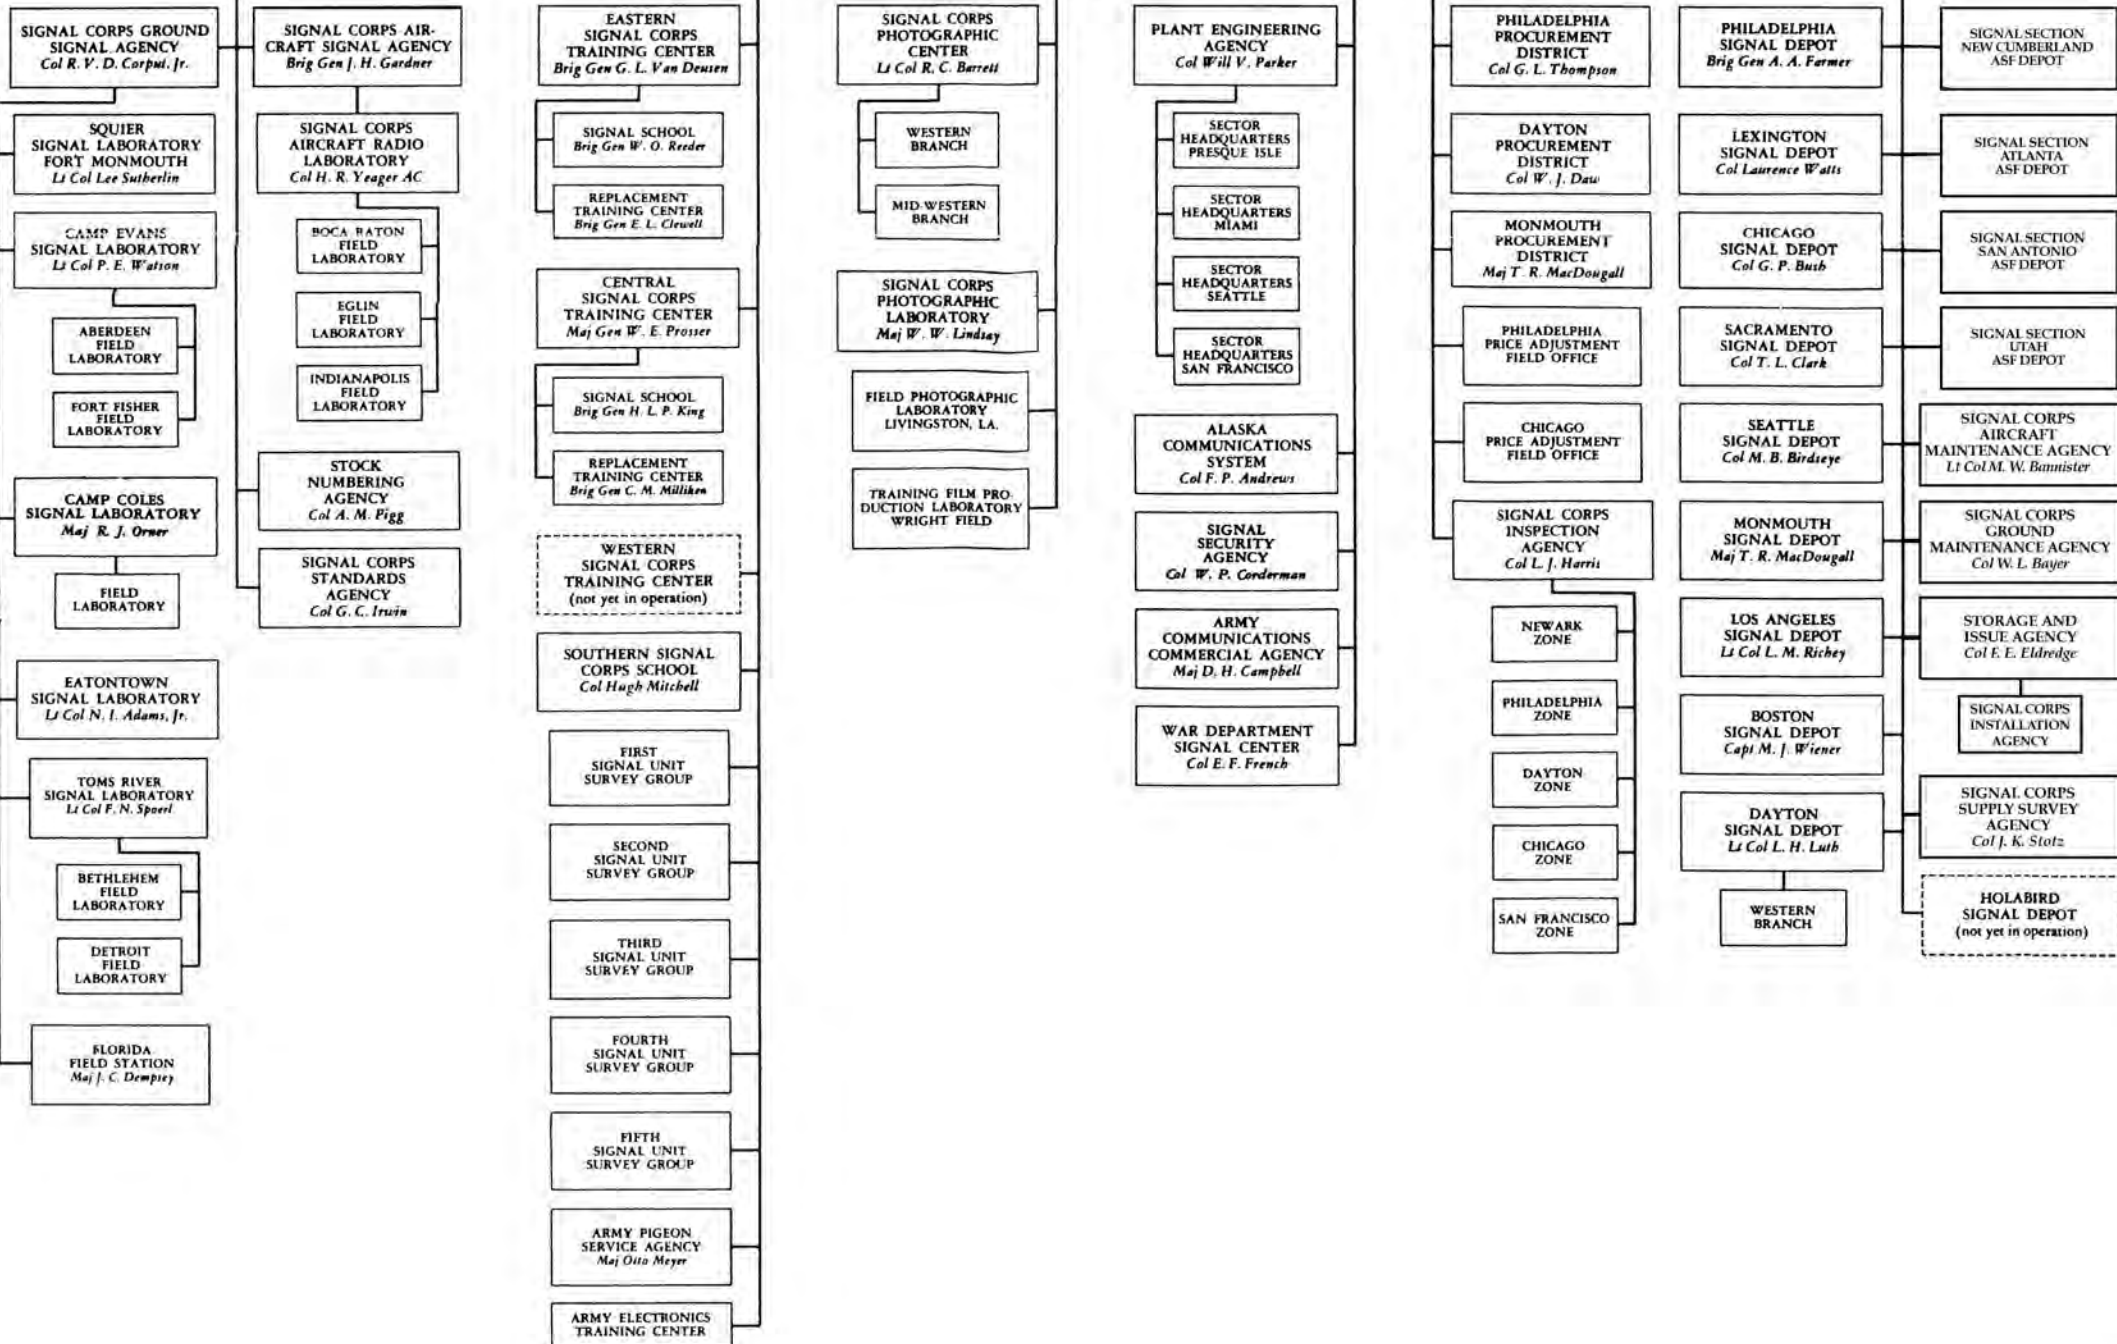 SIGNAL CORPS GROUND
SIGNAL AGENCY
Col R. V. D. Corput, Jr.
SQUIER
SIGNAL LABORATORY
FORT MONMOUTH
Lt Col Lee Sutherlin
CAMP EVANS
SIGNAL LABORATORY
Lt Col P. E. Watson
ABERDEEN
FIELD
LABORATORY
FORT FISHER
FIELD
LABORATORY
CAMP COLES
SIGNAL LABORATORY
Maj R. J. Orner
FIELD
LABORATORY
EATONTOWN
SIGNAL LABORATORY
Lt Col N. I. Adams, Jr.
TOMS RIVER
SIGNAL LABORATORY
Lt Col F. N. Spoerl
BETHLEHEM
FIELD
LABORATORY
DETROIT
FIELD
LABORATORY
FLORIDA
FIELD STATION
Maj J. C. Dempsey
SIGNAL CORPS AIR-
CRAFT SIGNAL AGENCY
Brig Gen J. H. Gardner
SIGNAL CORPS
AIRCRAFT RADIO
LABORATORY
Col H. R. Yeager AC
BOCA RATON
FIELD
LABORATORY
EGLIN
FIELD
LABORATORY
INDIANAPOLIS
FIELD
LABORATORY
STOCK
NUMBERING
AGENCY
Col A. M. Pigg
SIGNAL CORPS
STANDARDS
AGENCY
Col G. C. Irwin
EASTERN
SIGNAL CORPS
TRAINING CENTER
Brig Gen G. L. Van Deusen
SIGNAL SCHOOL
Brig Gen W. O. Reeder
REPLACEMENT
TRAINING CENTER
Brig Gen E. L. Clewell
CENTRAL
SIGNAL CORPS
TRAINING CENTER
Maj Gen W. E. Prosser
SIGNAL SCHOOL
Brig Gen H. L. P. King
REPLACEMENT
TRAINING CENTER
Brig Gen C. M. Milliken
WESTERN
SIGNAL CORPS
TRAINING CENTER
(not yet in operation)
SOUTHERN SIGNAL
CORPS SCHOOL
Col Hugh Mitchell
FIRST
SIGNAL UNIT
SURVEY GROUP
SECOND
SIGNAL UNIT
SURVEY GROUP
THIRD
SIGNAL UNIT
SURVEY GROUP
FOURTH
SIGNAL UNIT
SURVEY GROUP
FIFTH
SIGNAL UNIT
SURVEY GROUP
ARMY PIGEON
SERVICE AGENCY
Maj Otto Meyer
ARMY ELECTRONICS
TRAINING CENTER
SIGNAL CORPS
PHOTOGRAPHIC
CENTER
Lt Col R. C. Barrett
WESTERN
BRANCH
MID-WESTERN
BRANCH
SIGNAL CORPS
PHOTOGRAPHIC
LABORATORY
Maj W. W. Lindsay
FIELD PHOTOGRAPHIC
LABORATORY
LIVINGSTON, LA.
TRAINING FILM PRO-
DUCTION LABORATORY
WRIGHT FIELD
PLANT ENGINEERING
AGENCY
Col Will V. Parker
SECTOR
HEADQUARTERS
PRESQUE ISLE
SECTOR
HEADQUARTERS
MIAMI
SECTOR
HEADQUARTERS
SEATTLE
SECTOR
HEADQUARTERS
SAN FRANCISCO
ALASKA
COMMUNICATIONS
SYSTEM
Col F. P. Andrews
SIGNAL
SECURITY
AGENCY
Col W. P. Corderman
ARMY
COMMUNICATIONS
COMMERCIAL AGENCY
Maj D. H. Campbell
WAR DEPARTMENT
SIGNAL CENTER
Col E. F. French
PHILADELPHIA
PROCUREMENT
DISTRICT
Col G. L. Thompson
DAYTON
PROCUREMENT
DISTRICT
Col W. J. Daw
MONMOUTH
PROCUREMENT
DISTRICT
Maj T. R. MacDougall
PHILADELPHIA
PRICE ADJUSTMENT
FIELD OFFICE
CHICAGO
PRICE ADJUSTMENT
FIELD OFFICE
SIGNAL CORPS
INSPECTION
AGENCY
Col L. J. Harris
NEWARK
ZONE
PHILADELPHIA
ZONE
DAYTON
ZONE
CHICAGO
ZONE
SAN FRANCISCO
ZONE
PHILADELPHIA
SIGNAL DEPOT
Brig Gen A. A. Farmer
LEXINGTON
SIGNAL DEPOT
Col Laurence Watts
CHICAGO
SIGNAL DEPOT
Col G. P. Bush
SACRAMENTO
SIGNAL DEPOT
Col T. L. Clark
SEATTLE
SIGNAL DEPOT
Col M. B. Birdseye
MONMOUTH
SIGNAL DEPOT
Maj T. R. MacDougall
LOS ANGELES
SIGNAL DEPOT
Lt Col L. M. Richey
BOSTON
SIGNAL DEPOT
Capt M. J. Wiener
DAYTON
SIGNAL DEPOT
Lt Col L. H. Luth
WESTERN
BRANCH
SIGNAL SECTION
NEW CUMBERLAND
ASF DEPOT
SIGNAL SECTION
ATLANTA
ASF DEPOT
SIGNAL SECTION
SAN ANTONIO
ASF DEPOT
SIGNAL SECTION
UTAH
ASF DEPOT
SIGNAL CORPS
AIRCRAFT
MAINTENANCE AGENCY
Lt Col M. W. Bannister
SIGNAL CORPS
GROUND
MAINTENANCE AGENCY
Col W. L. Bayer
STORAGE AND
ISSUE AGENCY
Col F. E. Eldredge
SIGNAL CORPS
INSTALLATION
AGENCY
SIGNAL CORPS
SUPPLY SURVEY
AGENCY
Col J. K. Stotz
HOLABIRD
SIGNAL DEPOT
(not yet in operation)